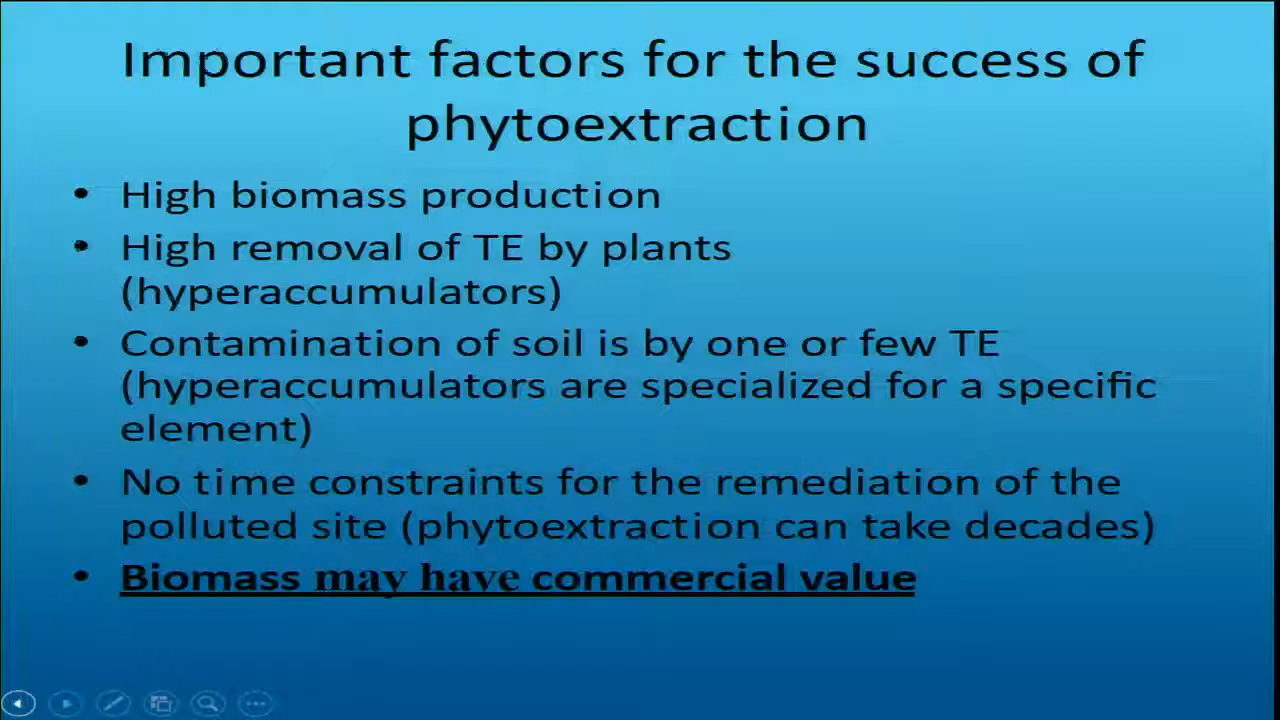 Important factors for the success of
phytoextraction
• High biomass production
• High removal of TE by plants
(hyperaccumulators)
• Contamination of soil is by one or few TE
(hyperaccumulators are specialized for a specific
element)
• No time constraints for the remediation of the
polluted site (phytoextraction can take decades)
• Biomass may have commercial value